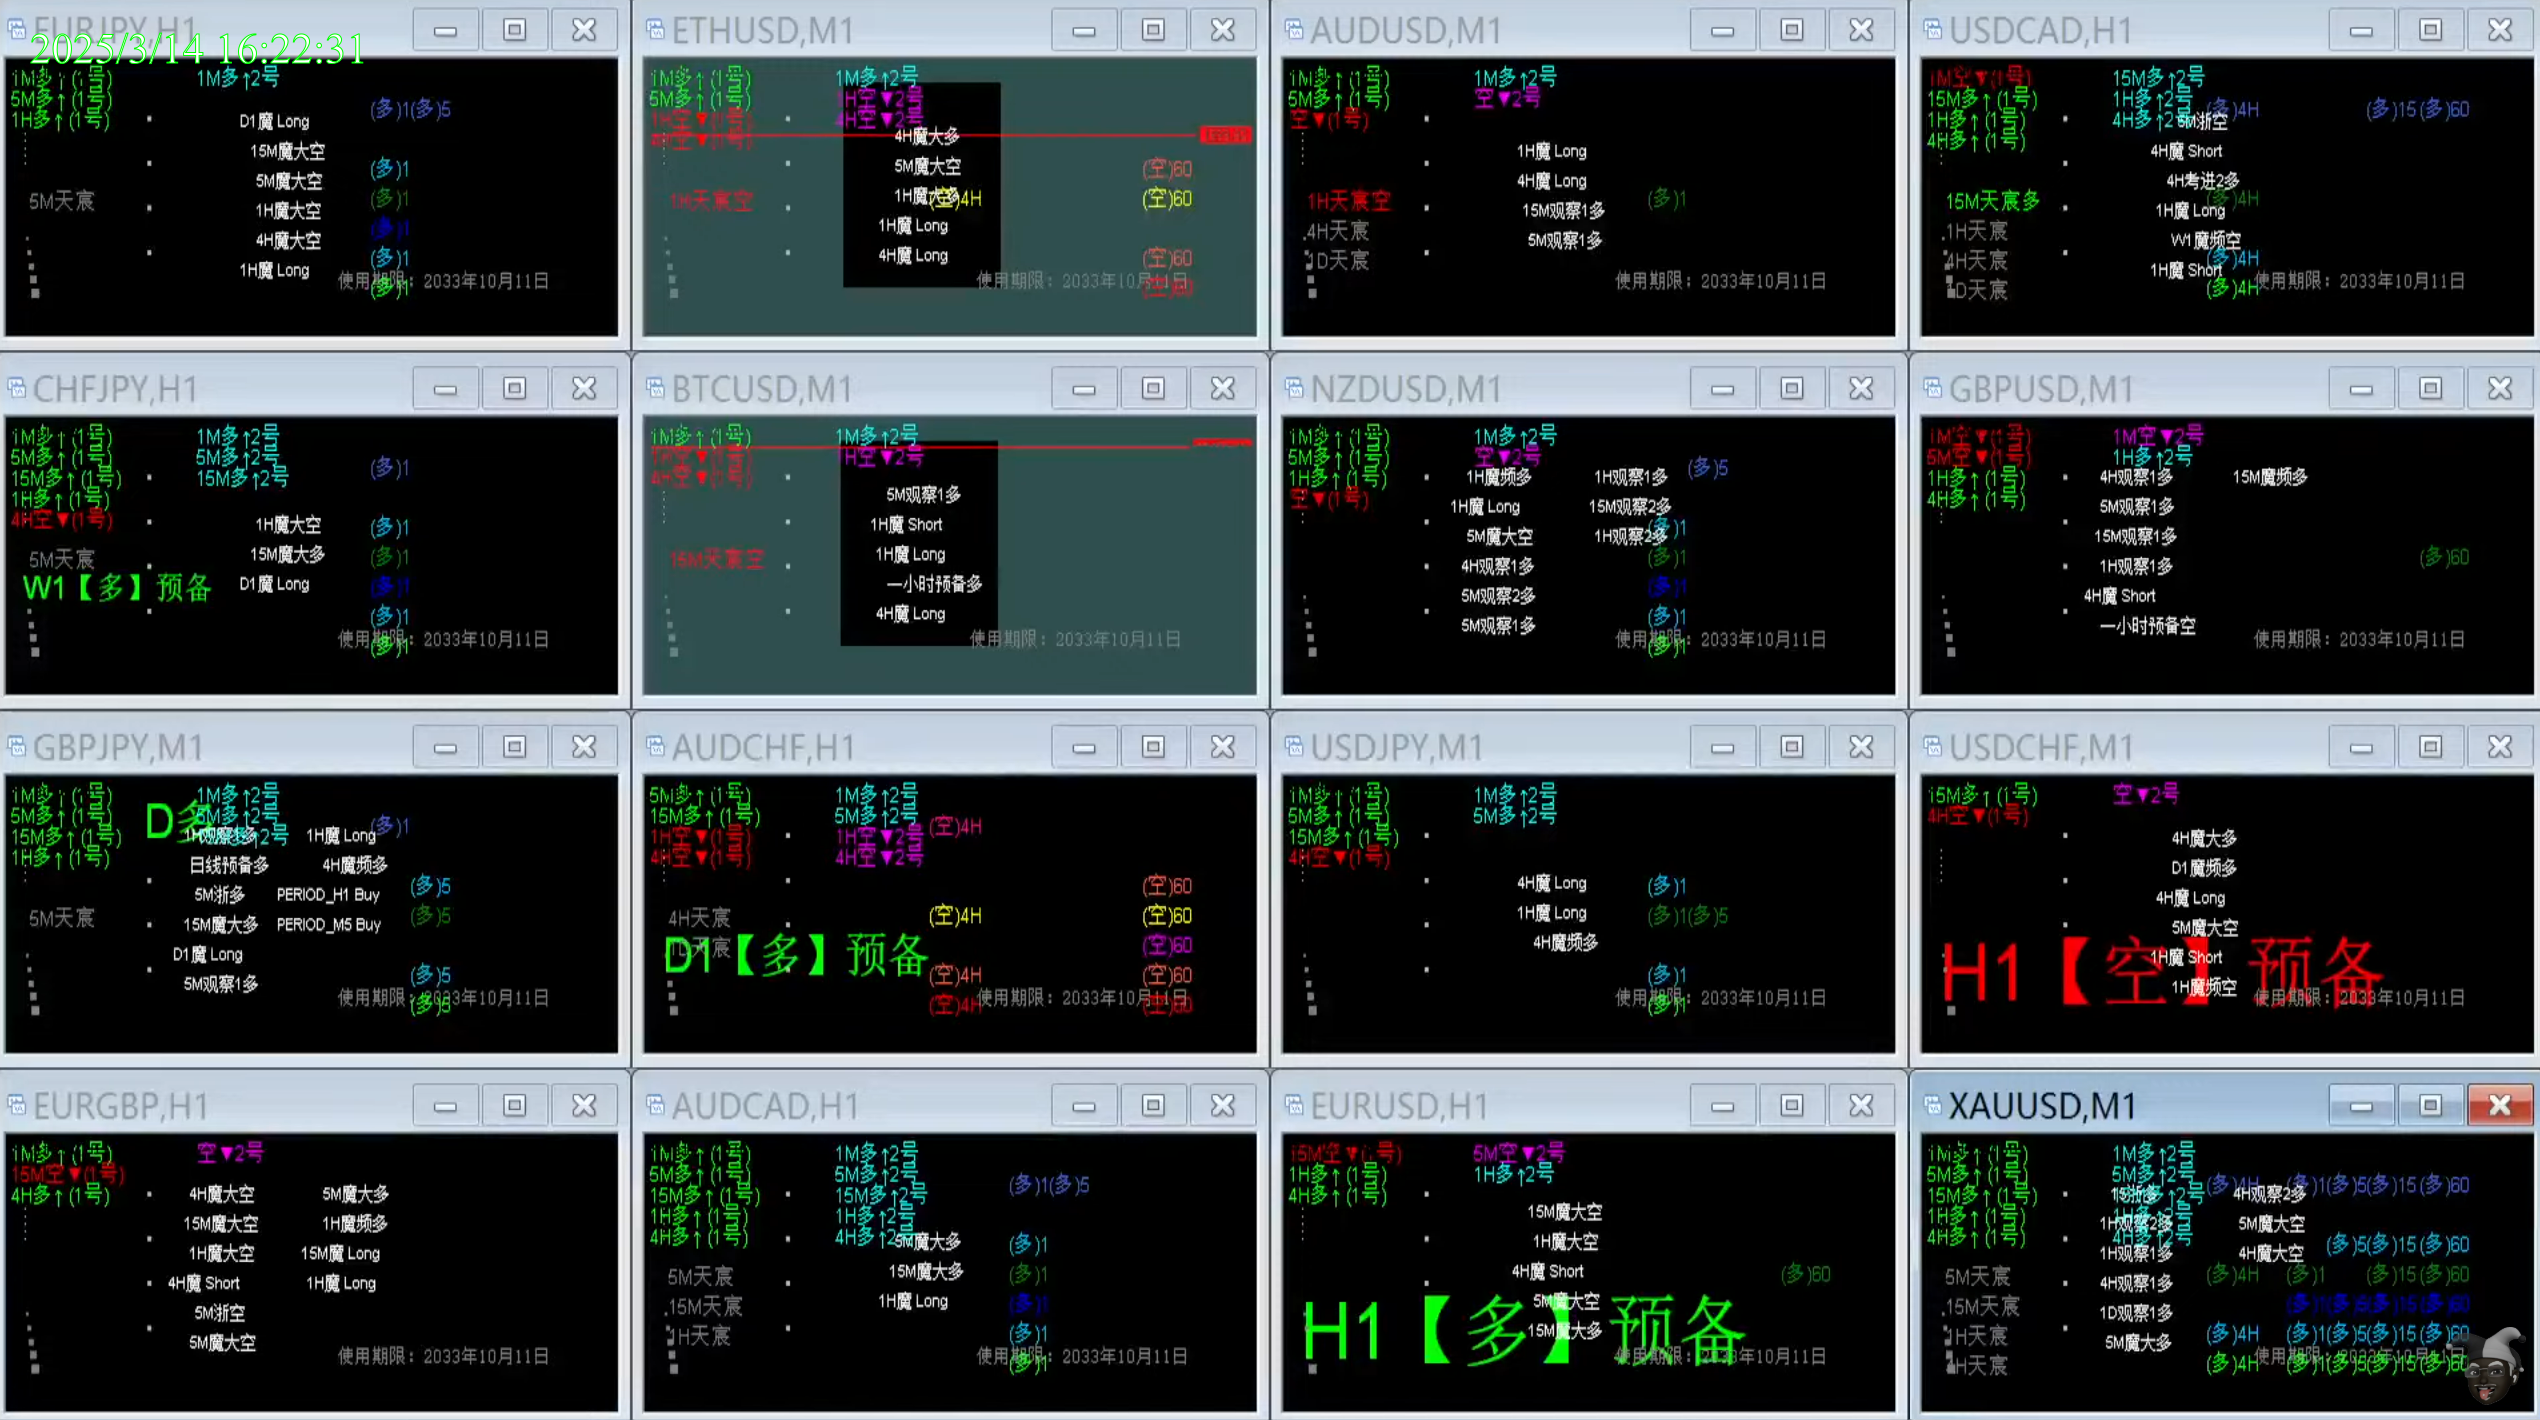 2025/3/14 16:22:31
EURJPY,H1
1M多↑(1号)
5M多↑(1号)
1H多↑(1号)
1M多↑2号
(多)1(多)5
D1魔 Long
15M魔大空
5M魔大空
1H魔大空
4H魔大空
1H魔 Long
5M天宸
(多)1
(多)1
(多)1
(多)1
(多)1
使用期限：2033年10月11日
ETHUSD,M1
1M多↑(1号)
5M多↑(1号)
1H空▼(1号)
4H空▼(1号)
1M多↑2号
1H空▼2号
4H空▼2号
4H魔大多
5M魔大空
1H魔大多
1H魔 Long
4H魔 Long
1H天宸空
(空)4H
(空)60
(空)60
(空)60
(空)60
使用期限：2033年10月11日
AUDUSD,M1
1M多↑(1号)
5M多↑(1号)
空▼(1号)
1M多↑2号
空▼2号
1H魔 Long
4H魔 Long
15M观察1多
5M观察1多
1H天宸空
4H天宸
1D天宸
(多)1
使用期限：2033年10月11日
USDCAD,H1
1M空▼(1号)
15M多↑(1号)
1H多↑(1号)
4H多↑(1号)
15M多↑2号
1H多↑2号
4H多↑2号
(多)4H
(多)15(多)60
5M浙空
4H魔 Short
4H考进2多
1H魔 Long
W1魔频空
1H魔 Short
15M天宸多
1H天宸
4H天宸
1D天宸
(多)4H
(多)4H
(多)4H
使用期限：2033年10月11日
CHFJPY,H1
1M多↑(1号)
5M多↑(1号)
15M多↑(1号)
1H多↑(1号)
4H空▼(1号)
1M多↑2号
5M多↑2号
15M多↑2号
(多)1
1H魔大空
15M魔大多
D1魔 Long
5M天宸
W1【多】预备
(多)1
(多)1
(多)1
(多)1
(多)1
使用期限：2033年10月11日
BTCUSD,M1
1M多↑(1号)
1H空▼(1号)
4H空▼(1号)
1M多↑2号
1H空▼2号
5M观察1多
1H魔 Short
1H魔 Long
一小时预备多
4H魔 Long
15M天宸空
使用期限：2033年10月11日
NZDUSD,M1
1M多↑(1号)
5M多↑(1号)
1H多↑(1号)
空▼(1号)
1M多↑2号
空▼2号
(多)5
1H魔频多
1H观察1多
1H魔 Long
15M观察2多
5M魔大空
1H观察2多
4H观察1多
5M观察2多
5M观察1多
(多)1
(多)1
(多)1
(多)1
(多)1
使用期限：2033年10月11日
GBPUSD,M1
1M空▼(1号)
5M空▼(1号)
1H多↑(1号)
4H多↑(1号)
1M空▼2号
1H多↑2号
4H观察1多
15M魔频多
5M观察1多
15M观察1多
1H观察1多
4H魔 Short
一小时预备空
(多)60
使用期限：2033年10月11日
GBPJPY,M1
1M多↑(1号)
5M多↑(1号)
15M多↑(1号)
1H多↑(1号)
1M多↑2号
5M多↑2号
D多
(多)1
1H观察1多
1H魔 Long
日线预备多
4H魔频多
5M浙多
PERIOD_H1 Buy
15M魔大多
PERIOD_M5 Buy
D1魔 Long
5M观察1多
5M天宸
(多)5
(多)5
(多)5
(多)5
使用期限：2033年10月11日
AUDCHF,H1
5M多↑(1号)
15M多↑(1号)
1H空▼(1号)
4H空▼(1号)
1M多↑2号
5M多↑2号
1H空▼2号
4H空▼2号
(空)4H
(空)60
4H天宸
1D天宸
D1【多】预备
(空)4H
(空)60
(空)60
(空)4H
(空)60
(空)4H
(空)60
使用期限：2033年10月11日
USDJPY,M1
1M多↑(1号)
5M多↑(1号)
15M多↑(1号)
4H空▼(1号)
1M多↑2号
5M多↑2号
4H魔 Long
1H魔 Long
4H魔频多
(多)1
(多)1(多)5
(多)1
(多)1
使用期限：2033年10月11日
USDCHF,M1
15M多↑(1号)
4H空▼(1号)
空▼2号
4H魔大多
D1魔频多
4H魔 Long
5M魔大空
1H魔 Short
1H魔频空
H1【空】预备
使用期限：2033年10月11日
EURGBP,H1
1M多↑(1号)
15M空▼(1号)
4H多↑(1号)
空▼2号
4H魔大空
5M魔大多
15M魔大空
1H魔频多
1H魔大空
15M魔 Long
4H魔 Short
1H魔 Long
5M浙空
5M魔大空
使用期限：2033年10月11日
AUDCAD,H1
1M多↑(1号)
5M多↑(1号)
15M多↑(1号)
1H多↑(1号)
4H多↑(1号)
1M多↑2号
5M多↑2号
15M多↑2号
1H多↑2号
4H多↑2号
(多)1(多)5
5M魔大多
15M魔大多
1H魔 Long
5M天宸
15M天宸
1H天宸
(多)1
(多)1
(多)1
(多)1
(多)1
使用期限：2033年10月11日
EURUSD,H1
15M空▼(1号)
1H多↑(1号)
4H多↑(1号)
5M空▼2号
1H多↑2号
15M魔大空
1H魔大空
4H魔 Short
5M魔大空
15M魔大多
(多)60
H1【多】预备
使用期限：2033年10月11日
XAUUSD,M1
1M多↑(1号)
5M多↑(1号)
15M多↑(1号)
1H多↑(1号)
4H多↑(1号)
1M多↑2号
5M多↑2号
(多)4H
(多)1(多)5(多)15(多)60
4H观察2多
1H观察2多
5M魔大空
1H观察1多
4H魔大空
4H观察1多
1D观察1多
5M魔大多
5M天宸
15M天宸
1H天宸
4H天宸
(多)5(多)15(多)60
(多)4H
(多)1
(多)15(多)60
(多)1(多)5(多)15(多)60
(多)4H
(多)1(多)5(多)15(多)60
(多)4H
(多)1(多)5(多)15(多)60
使用期限：2033年10月11日